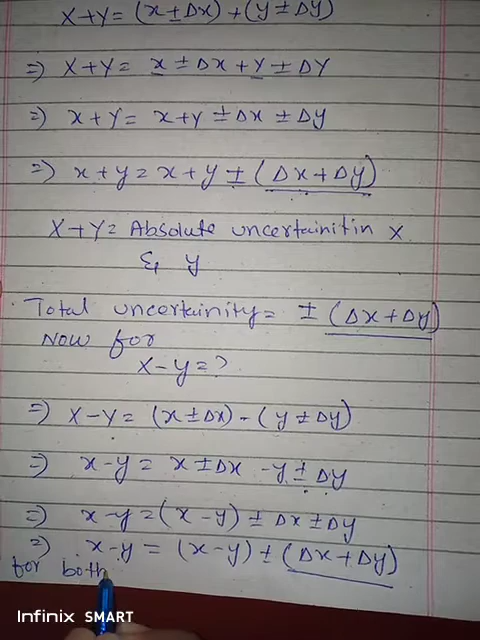 X+Y = (x ± Δx) + (y ± Δy)
=) X+Y = x ± Δx + y ± ΔY
=) x+y = x+y ± Δx ± Δy
=) x+y = x+y ± (Δx+Δy)
X+Y = Absolute uncertainitin X
& y
Total uncertainity = ± (Δx+Δy)
Now for
X-y = ?
=) X-Y = (x ± Δx) - (y ± Δy)
=) x-y = x ± Δx -y ± Δy
=) x-y = (x-y) ± Δx ± Δy
=) x-y = (x-y) ± (Δx+Δy)
for both
Infinix SMART